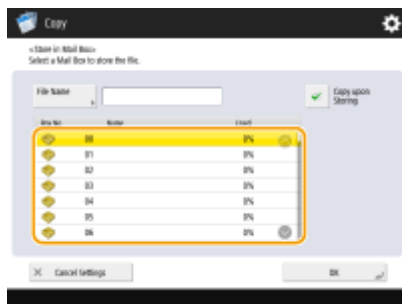 Copy
<Store in Mail Box>
Select a Mail Box to store the file.
File Name
Copy upon
Storing
Box No. Name Used
00 0%
01 0%
02 0%
03 0%
04 0%
05 0%
06 0%
Cancel Settings
OK